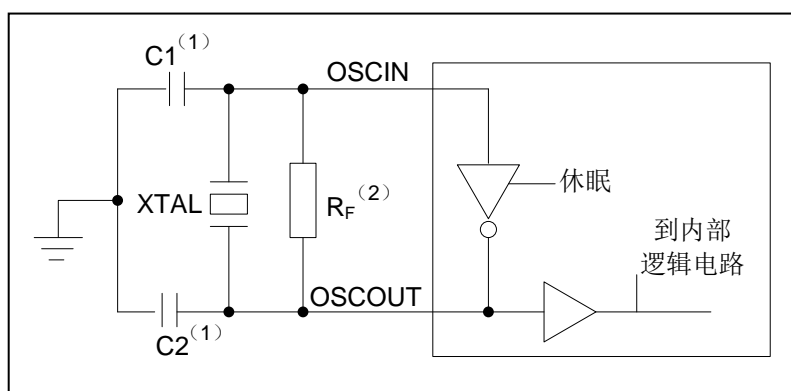 C1（1）
OSCIN
休眠
XTAL
RF（2）
到内部
逻辑电路
OSCOUT
C2（1）